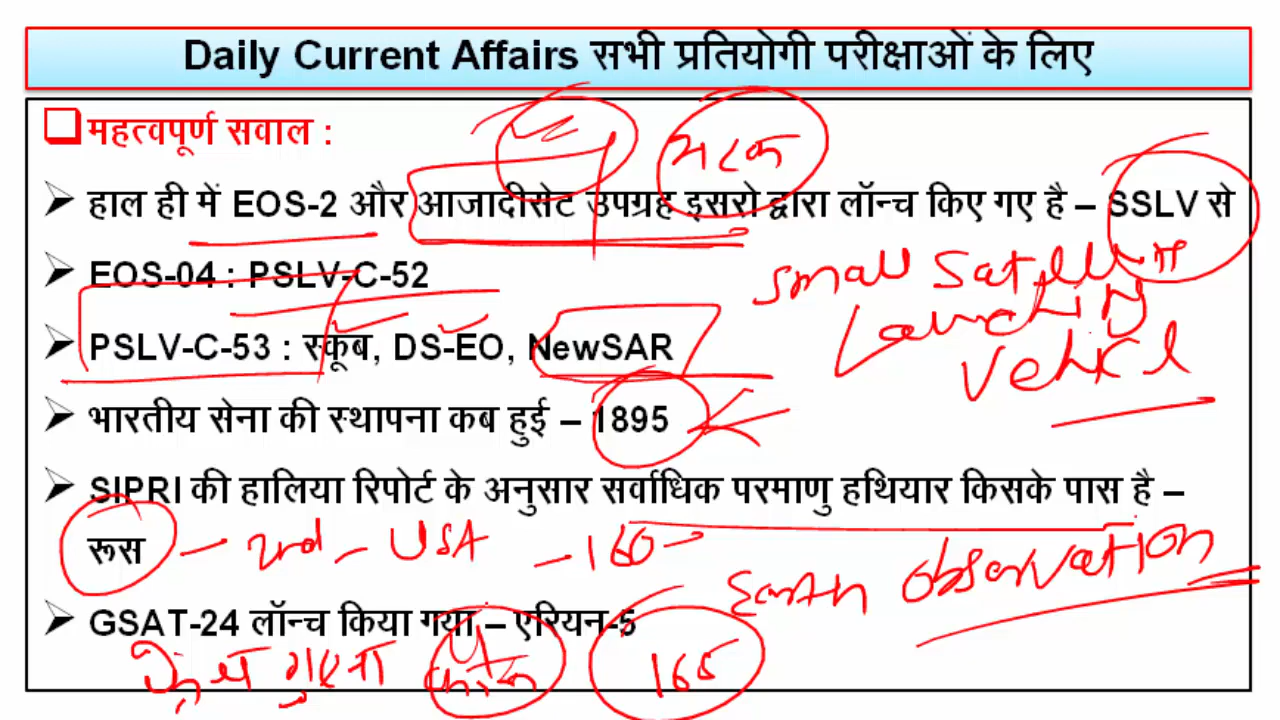 Daily Current Affairs सभी प्रतियोगी परीक्षाओं के लिए
महत्वपूर्ण सवाल :
हाल ही में EOS-2 और आजादीसेट उपग्रह इसरो द्वारा लॉन्च किए गए है – SSLV से
EOS-04 : PSLV-C-52
Small Satellite
PSLV-C-53 : स्कूब, DS-EO, NewSAR
Launching
भारतीय सेना की स्थापना कब हुई – 1895
SIPRI की हालिया रिपोर्ट के अनुसार सर्वाधिक परमाणु हथियार किसके पास है –
रूस – 2nd – USA – 160
Earth Observation
GSAT-24 लॉन्च किया गया – एरियन-5
165